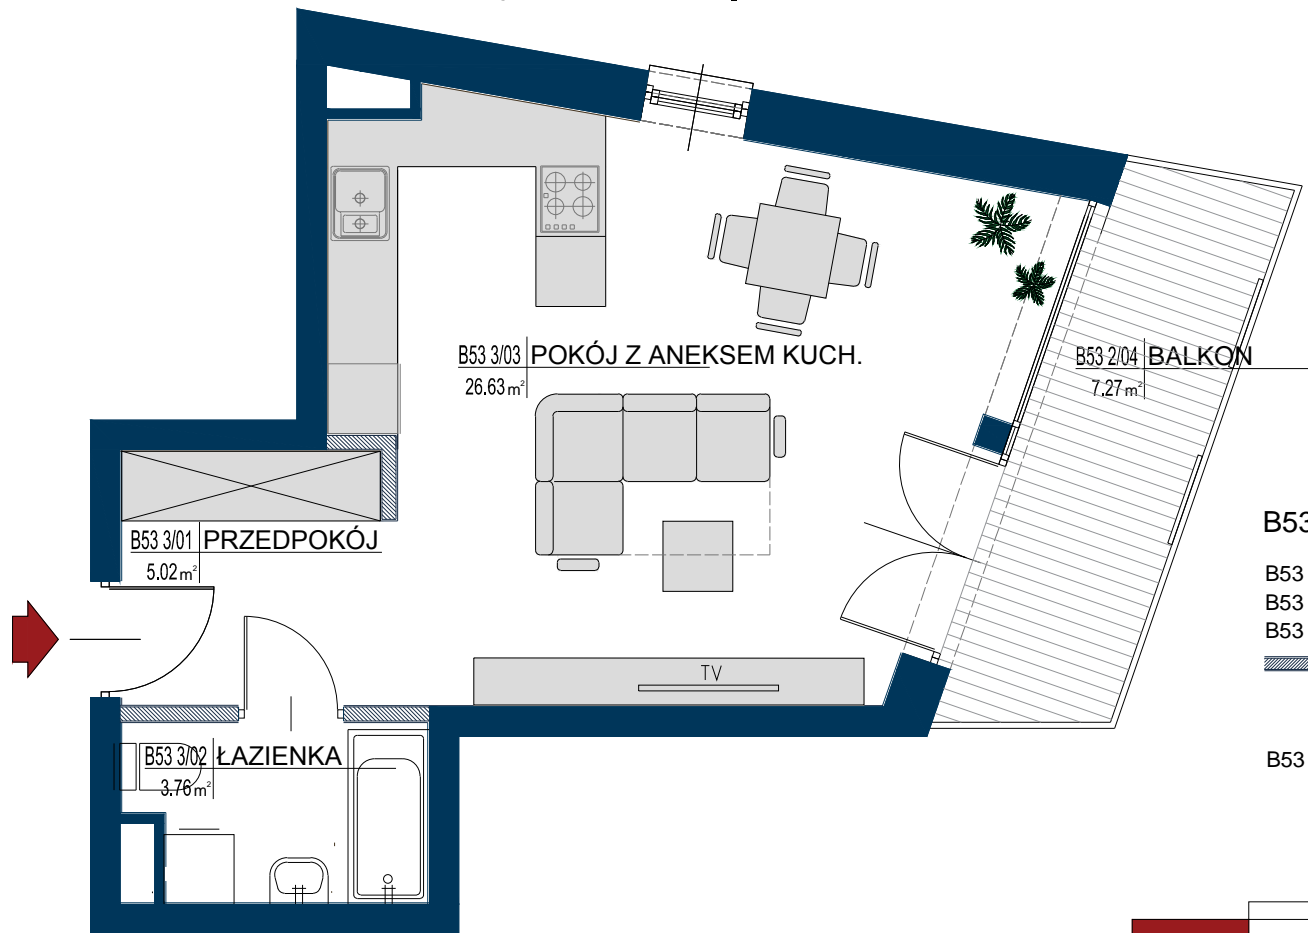 B53 3/03 POKÓJ Z ANEKSEM KUCH.
26.63 m²
B53 2/04 BALKON
7.27 m²
B53 3/01 PRZEDPOKÓJ
5.02 m²
TV
B53 3/02 ŁAZIENKA
3.76 m²
B53
B53
B53
B53
B53